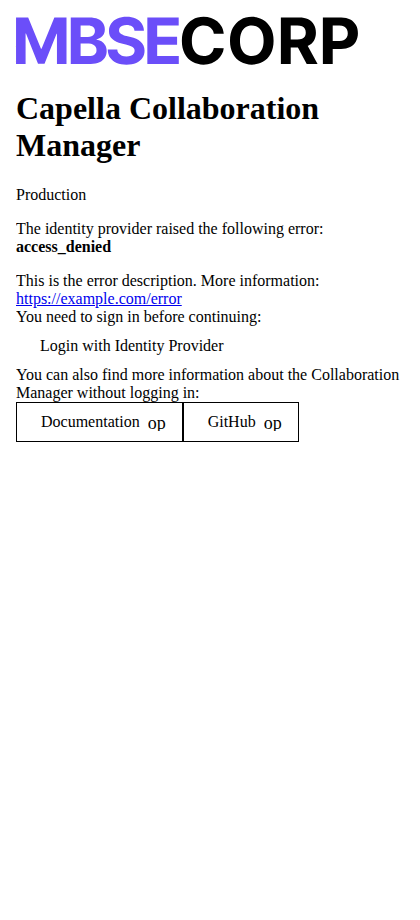 MBSECORP
Capella Collaboration
Manager
Production
The identity provider raised the following error:
access_denied
This is the error description. More information:
https://example.com/error
You need to sign in before continuing:
Login with Identity Provider
You can also find more information about the Collaboration
Manager without logging in:
Documentation op GitHub op